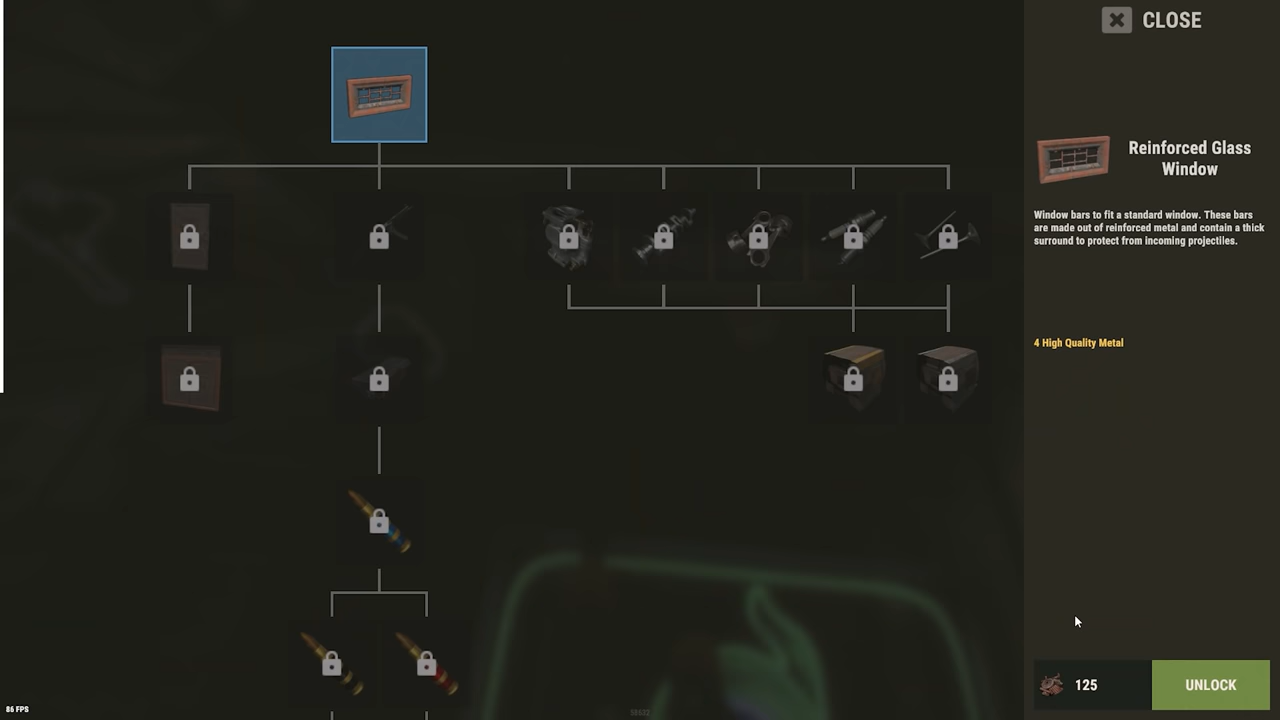 CLOSE
Reinforced Glass
Window
Window bars to fit a standard window. These bars
are made out of reinforced metal and contain a thick
surround to protect from incoming projectiles.
4 High Quality Metal
125
UNLOCK
86 FPS